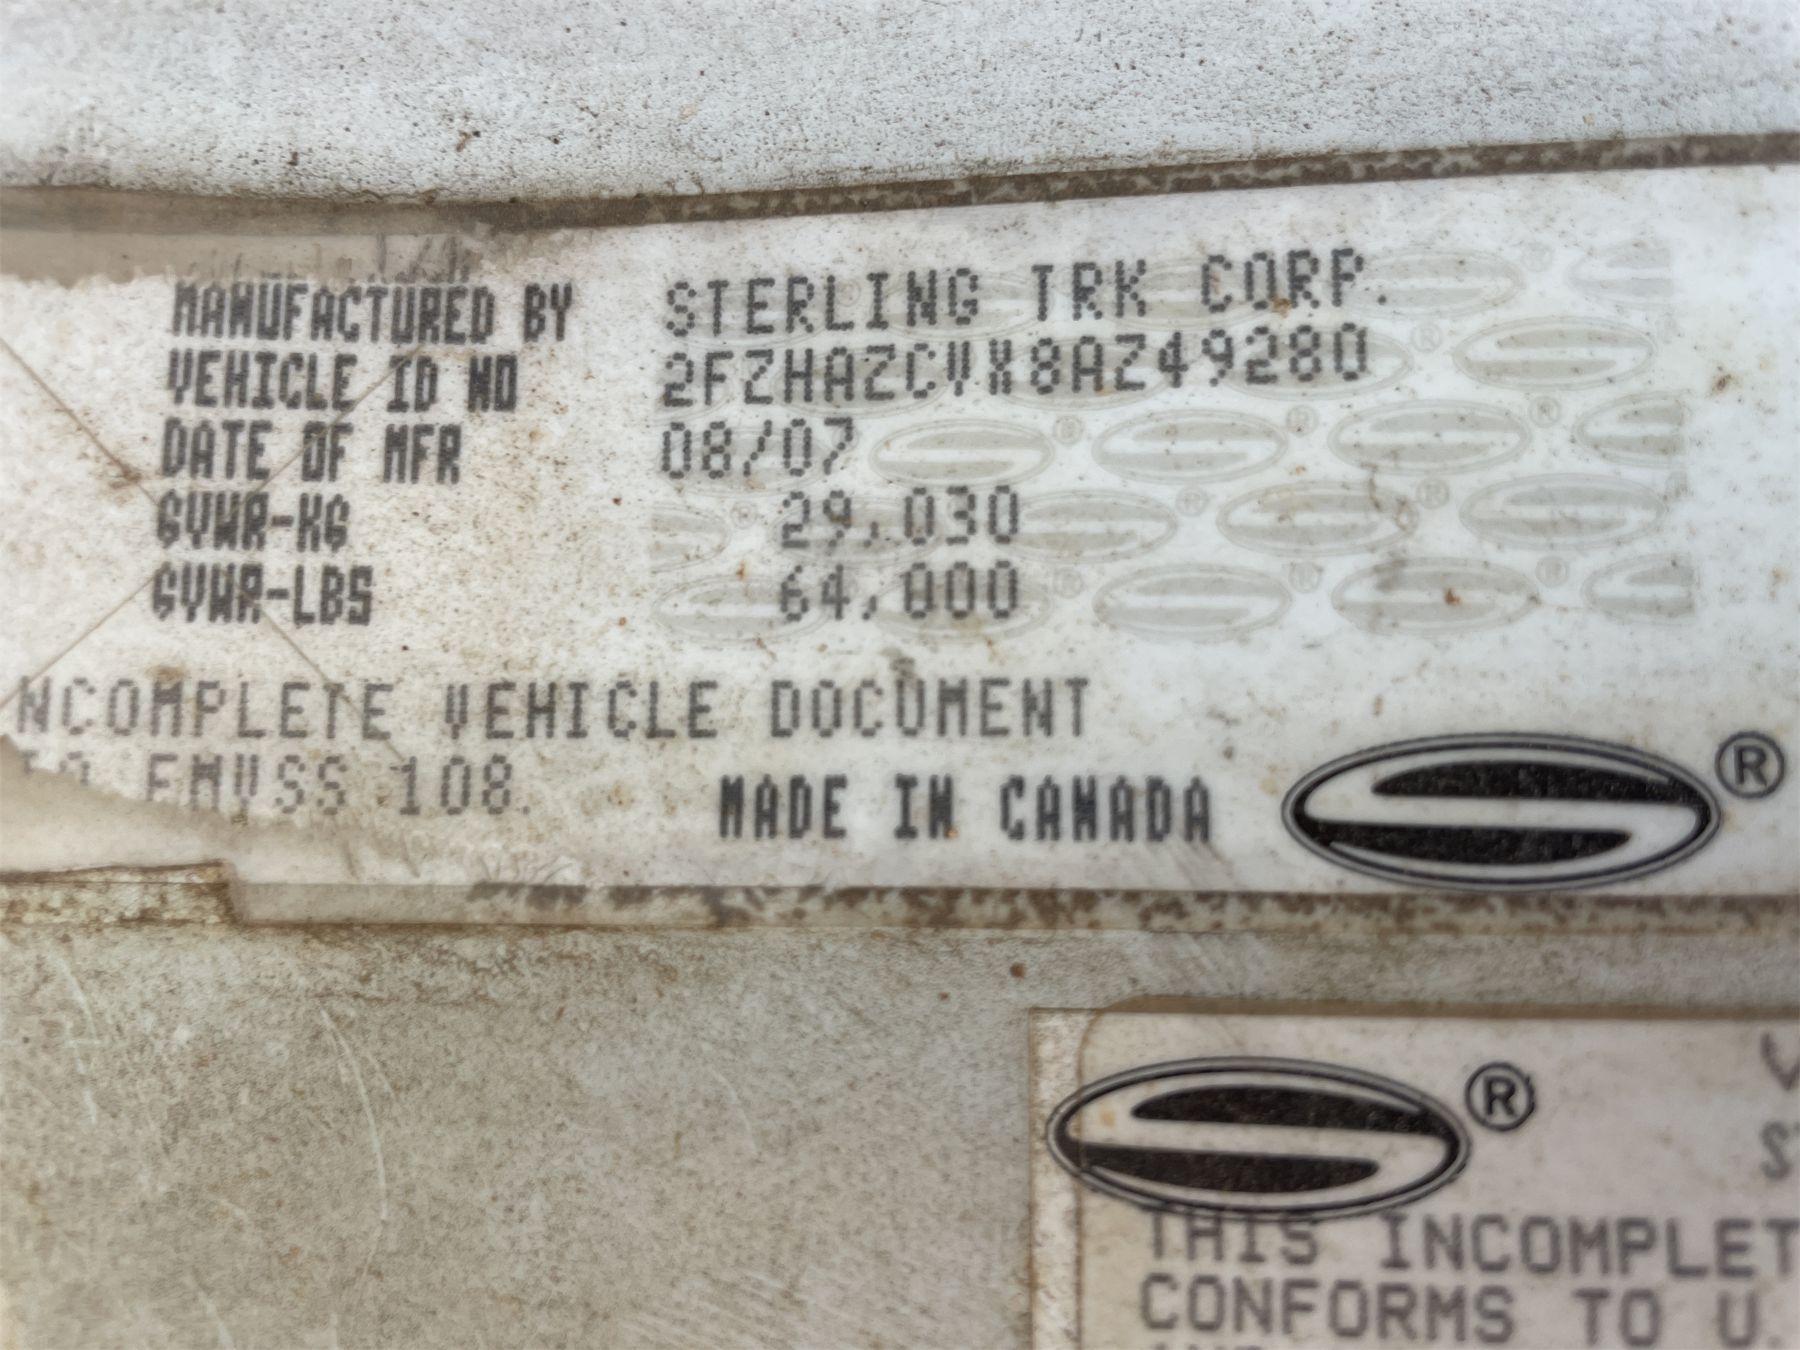 MANUFACTURED BY STERLING TRK CORP.
VEHICLE ID NO 2FZHAZCVX8AZ49280
DATE OF MFR 08/07
GVWR-KG 29,030
GVWR-LBS 64,000
NCOMPLETE VEHICLE DOCUMENT
TO FMVSS 108.
MADE IN CANADA
®
®
THIS INCOMPLET
CONFORMS TO U.